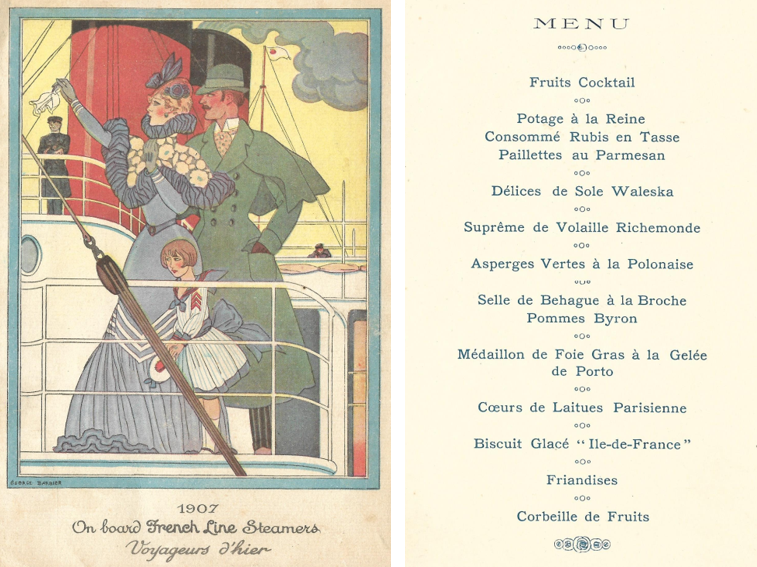 GEORGE BARBIER
1907
On board French Line Steamers
Voyageurs d'hier
MENU
Fruits Cocktail
Potage à la Reine
Consommé Rubis en Tasse
Paillettes au Parmesan
Délices de Sole Waleska
Suprême de Volaille Richemonde
Asperges Vertes à la Polonaise
Selle de Behague à la Broche
Pommes Byron
Médaillon de Foie Gras à la Gelée
de Porto
Cœurs de Laitues Parisienne
Biscuit Glacé “Ile-de-France”
Friandises
Corbeille de Fruits